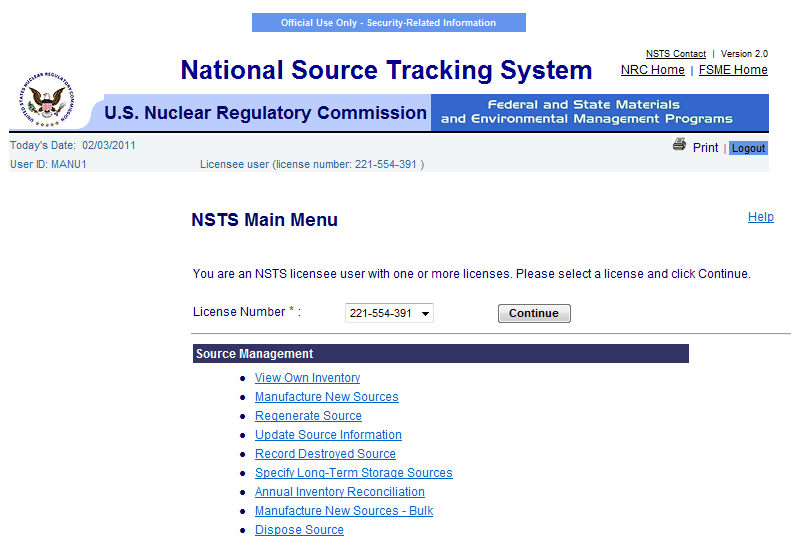 Official Use Only - Security-Related Information
NSTS Contact | Version 2.0
National Source Tracking System
NRC Home | FSME Home
UNITED STATES NUCLEAR REGULATORY COMMISSION
U.S. Nuclear Regulatory Commission
Federal and State Materials
and Environmental Management Programs
Today's Date: 02/03/2011
Print | Logout
User ID: MANU1
Licensee user (license number: 221-554-391 )
NSTS Main Menu
Help
You are an NSTS licensee user with one or more licenses. Please select a license and click Continue.
License Number * :
221-554-391
Continue
Source Management
View Own Inventory
Manufacture New Sources
Regenerate Source
Update Source Information
Record Destroyed Source
Specify Long-Term Storage Sources
Annual Inventory Reconciliation
Manufacture New Sources - Bulk
Dispose Source